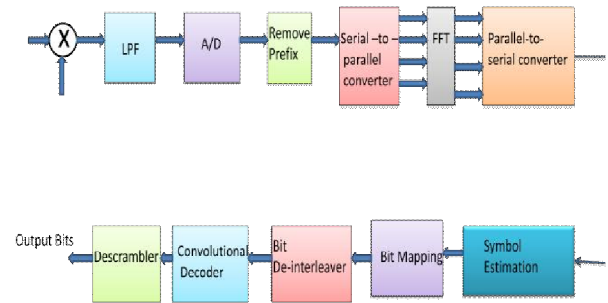 X
LPF
A/D
Remove
Prefix
Serial –to –
parallel
converter
FFT
Parallel-to-
serial converter
Output Bits
Descrambler
Convolutional
Decoder
Bit
De-interleaver
Bit Mapping
Symbol
Estimation